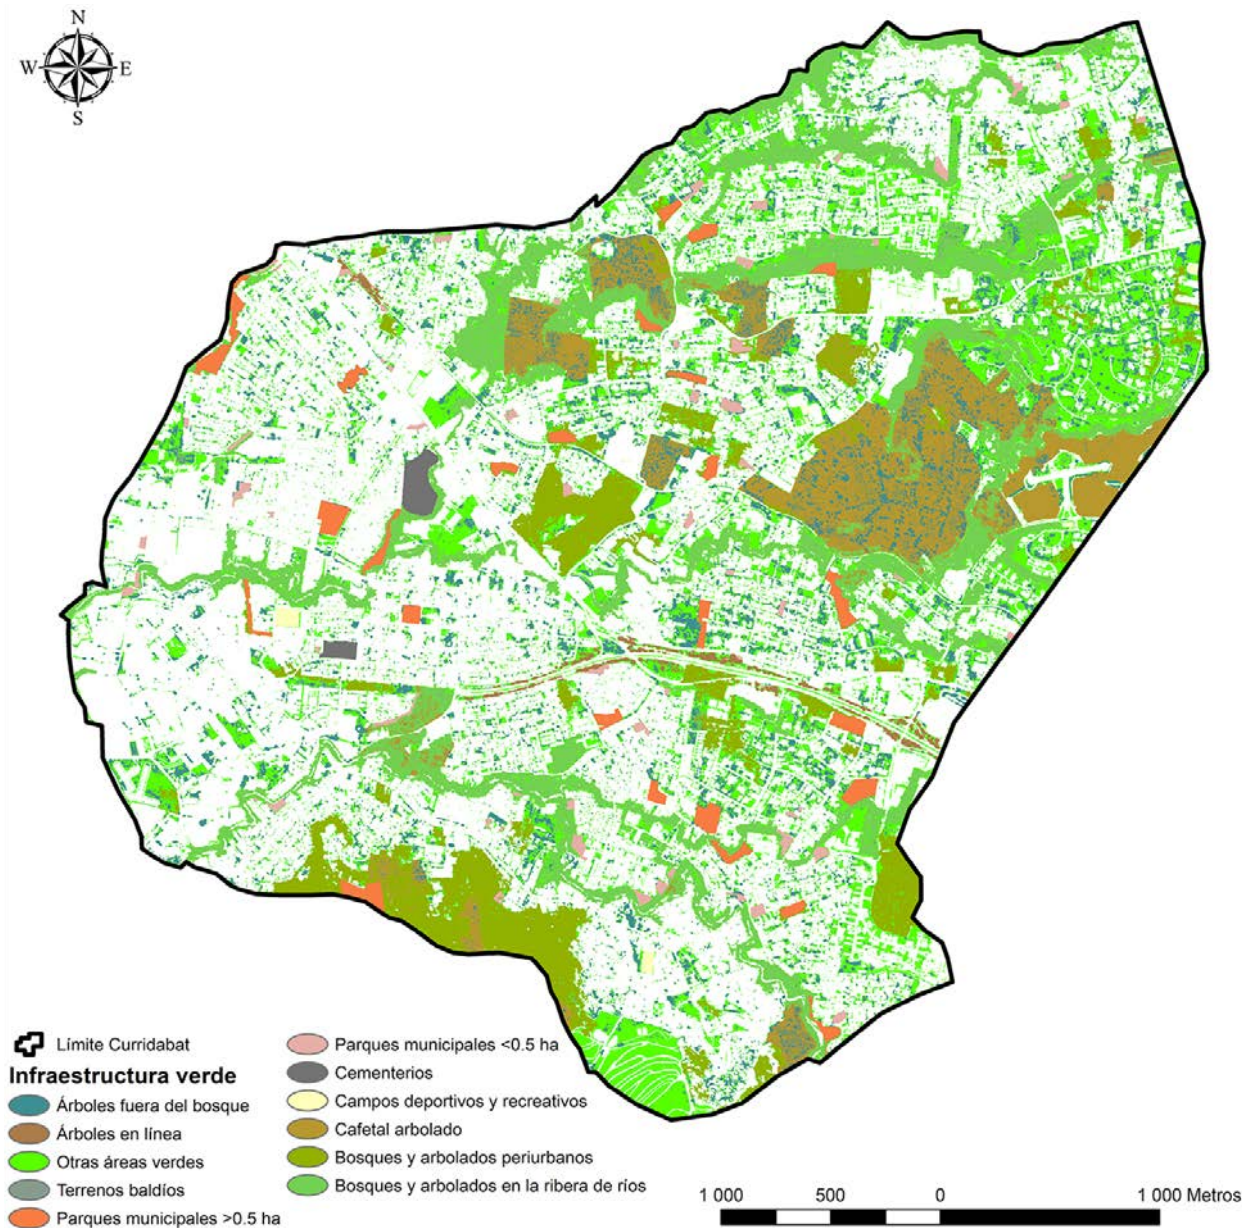 N
W E
S
Límite Curridabat
Infraestructura verde
Árboles fuera del bosque
Árboles en línea
Otras áreas verdes
Terrenos baldíos
Parques municipales >0.5 ha
Parques municipales <0.5 ha
Cementerios
Campos deportivos y recreativos
Cafetal arbolado
Bosques y arbolados periurbanos
Bosques y arbolados en la ribera de ríos
1 000 500 0 1 000 Metros